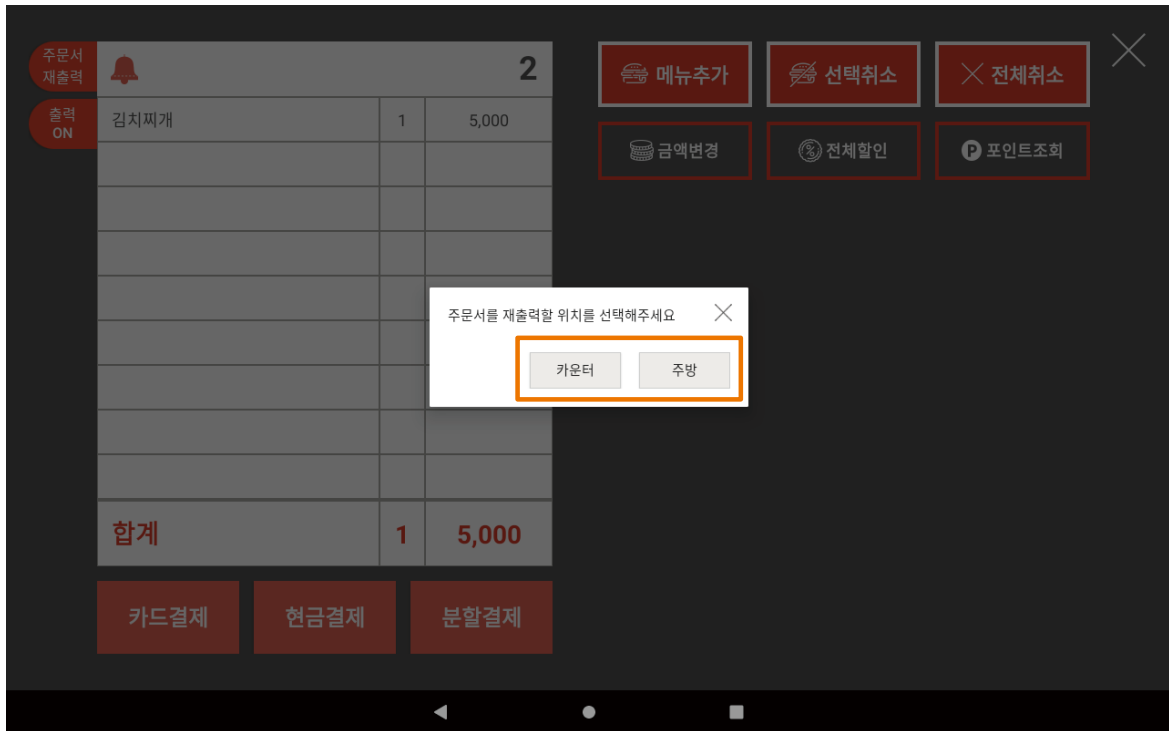 주문서
재출력
출력
ON
2
김치찌개 1 5,000
합계 1 5,000
카드결제 현금결제 분할결제
메뉴추가 선택취소 전체취소
금액변경 전체할인 P 포인트조회
주문서를 재출력할 위치를 선택해주세요
카운터 주방